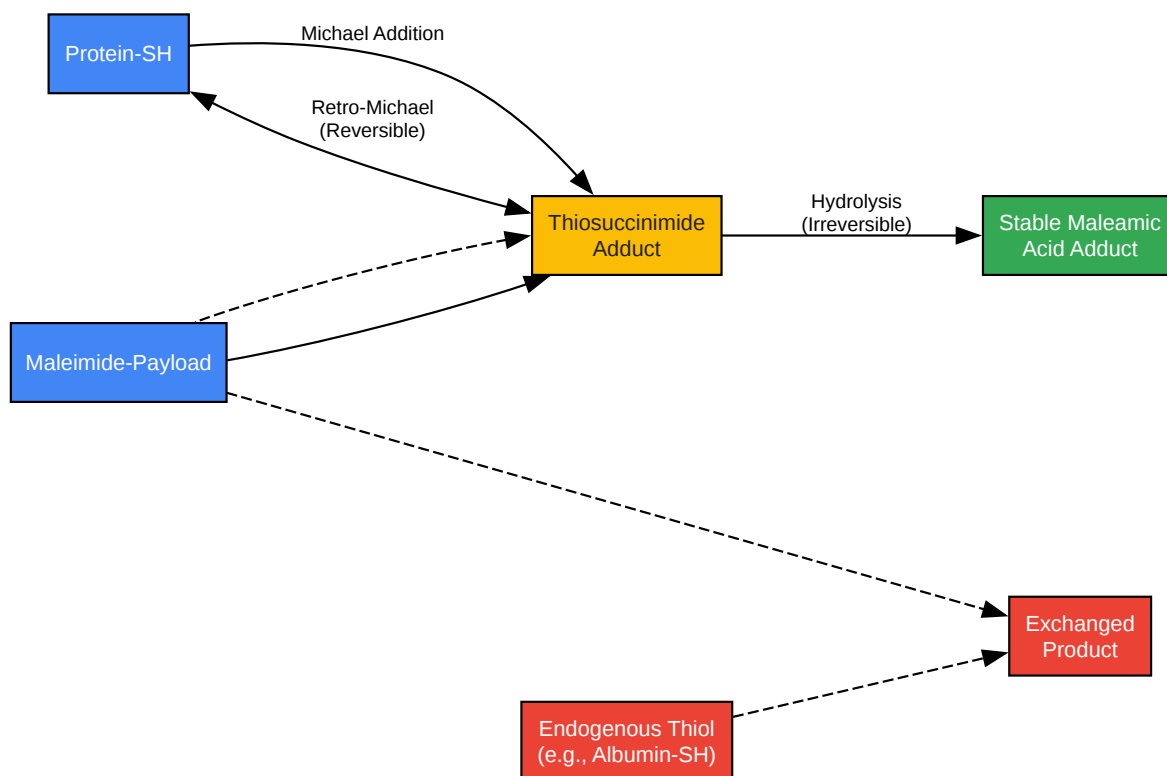 Protein-SH
Michael Addition
Retro-Michael
(Reversible)
Thiosuccinimide
Adduct
Hydrolysis
(Irreversible)
Stable Maleamic
Acid Adduct
Maleimide-Payload
Exchanged
Product
Endogenous Thiol
(e.g., Albumin-SH)